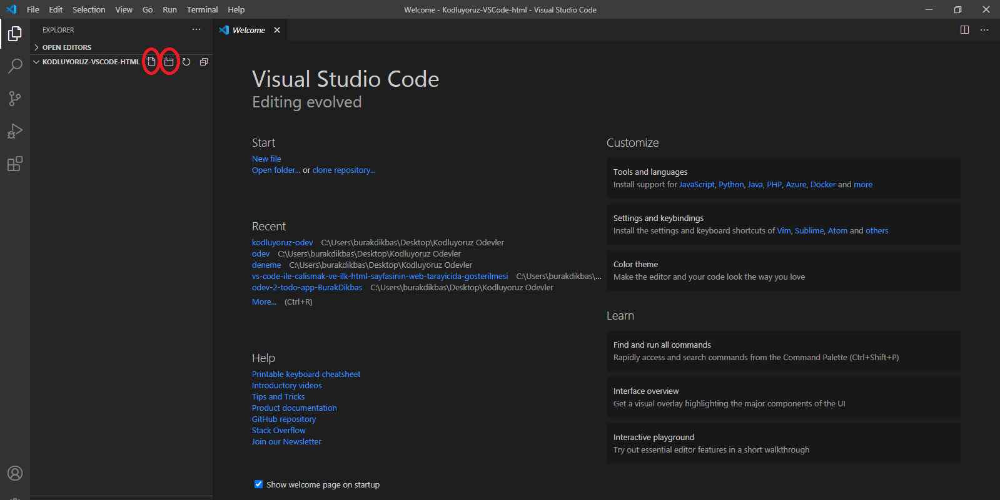 File Edit Selection View Go Run Terminal Help
Welcome - Kodluyoruz-VSCode-html - Visual Studio Code
EXPLORER
OPEN EDITORS
KODLUYORUZ-VSCODE-HTML
Welcome
Visual Studio Code
Editing evolved
Start
New file
Open folder... or clone repository...
Recent
kodluyoruz-odev C:\Users\burakdikbas\Desktop\Kodluyoruz Odevler
odev C:\Users\burakdikbas\Desktop\Kodluyoruz Odevler
deneme C:\Users\burakdikbas\Desktop\Kodluyoruz Odevler
vs-code-ile-calismak-ve-ilk-html-sayfasinin-web-tarayicida-gosterilmesi C:\Users\burakdikbas\...
odev-2-todo-app-BurakDikbas C:\Users\burakdikbas\Desktop\Kodluyoruz Odevler
More... (Ctrl+R)
Help
Printable keyboard cheatsheet
Introductory videos
Tips and Tricks
Product documentation
GitHub repository
Stack Overflow
Join our Newsletter
Show welcome page on startup
Customize
Tools and languages
Install support for JavaScript, Python, Java, PHP, Azure, Docker and more
Settings and keybindings
Install the settings and keyboard shortcuts of Vim, Sublime, Atom and others
Color theme
Make the editor and your code look the way you love
Learn
Find and run all commands
Rapidly access and search commands from the Command Palette (Ctrl+Shift+P)
Interface overview
Get a visual overlay highlighting the major components of the UI
Interactive playground
Try out essential editor features in a short walkthrough